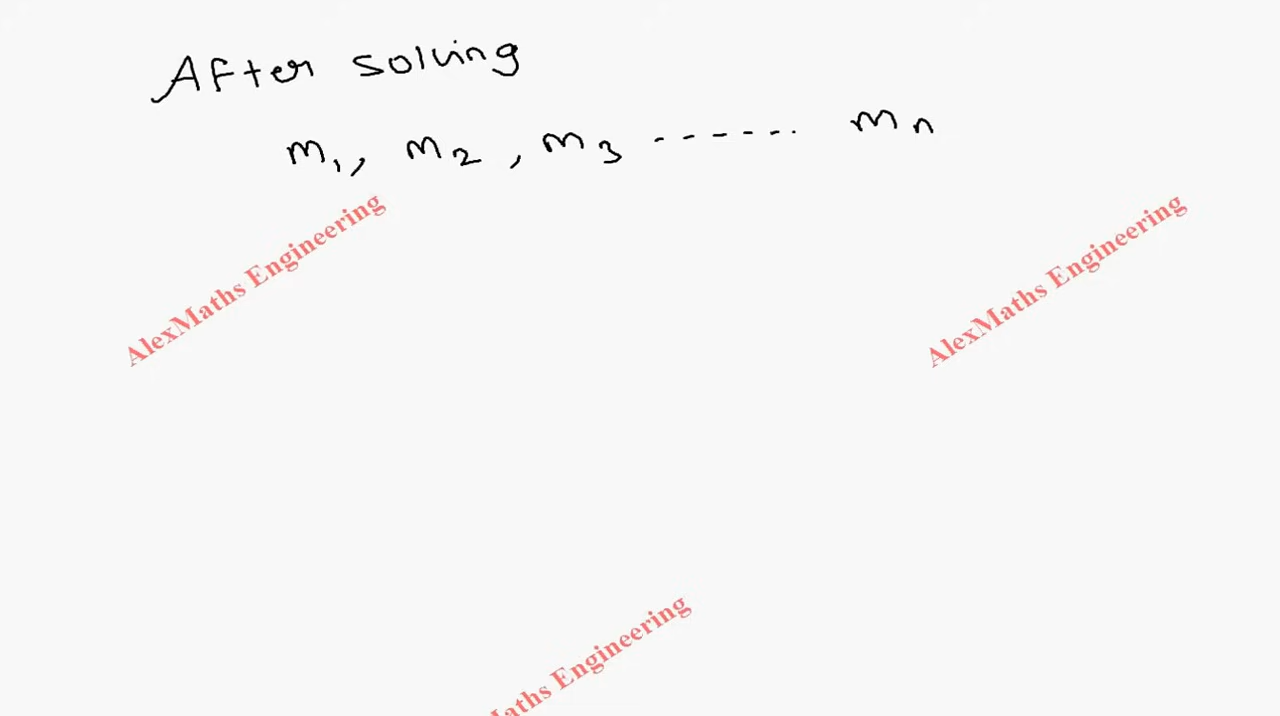 After solving
m₁, m₂, m₃ ------ mₙ
AlexMaths Engineering
AlexMaths Engineering
Maths Engineering